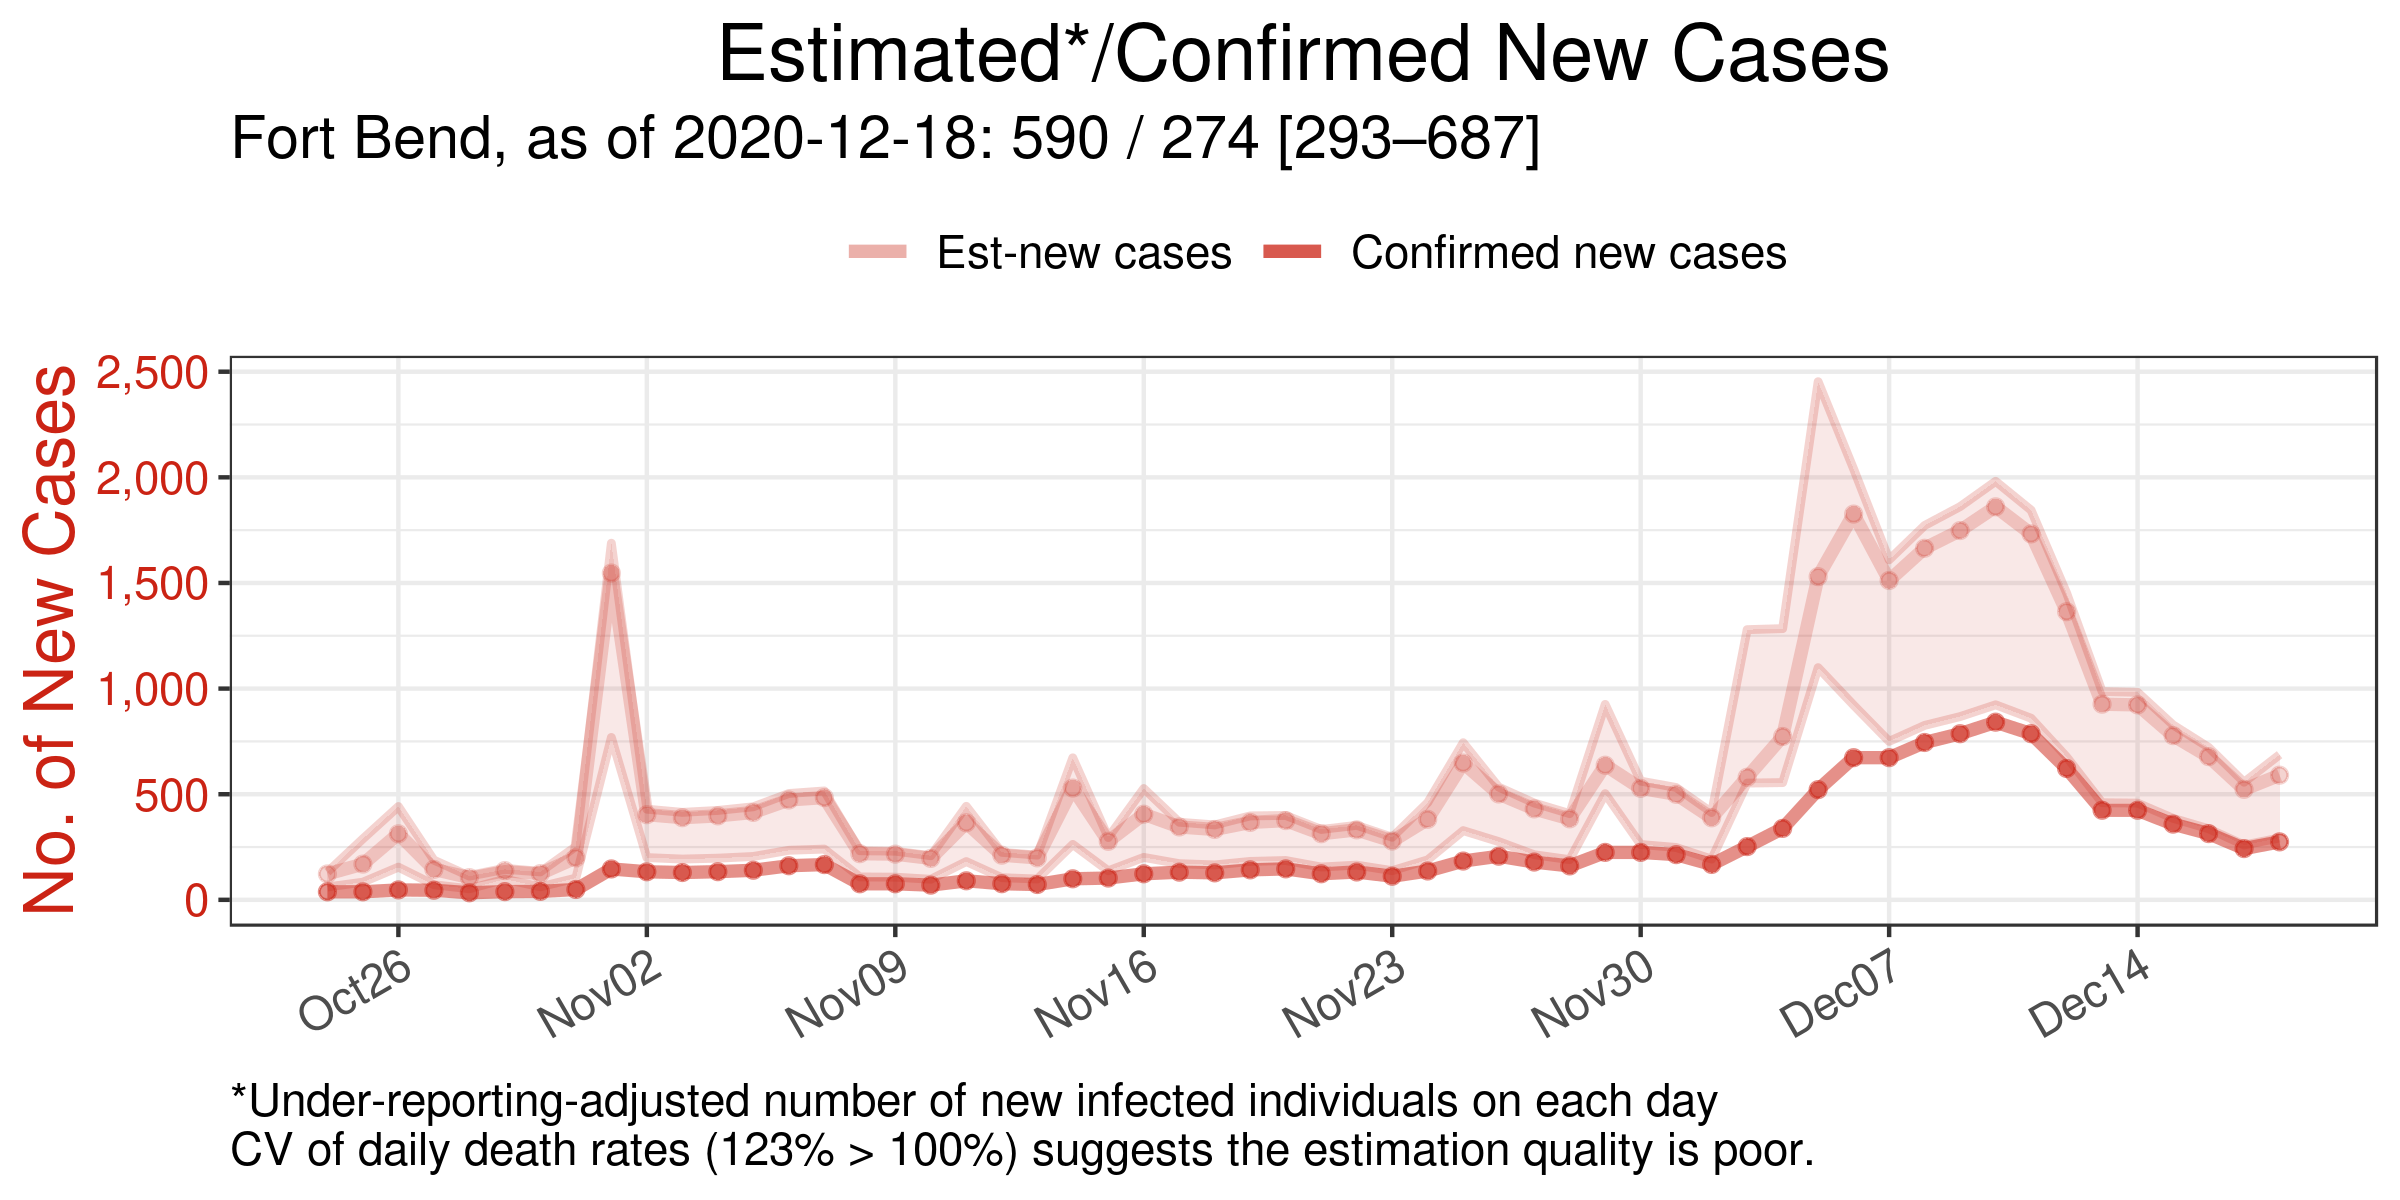 Estimated*/Confirmed New Cases
Fort Bend, as of 2020-12-18: 590 / 274 [293–687]
Est-new cases Confirmed new cases
No. of New Cases
2,500
2,000
1,500
1,000
500
0
Oct26 Nov02 Nov09 Nov16 Nov23 Nov30 Dec07 Dec14
*Under-reporting-adjusted number of new infected individuals on each day
CV of daily death rates (123% > 100%) suggests the estimation quality is poor.